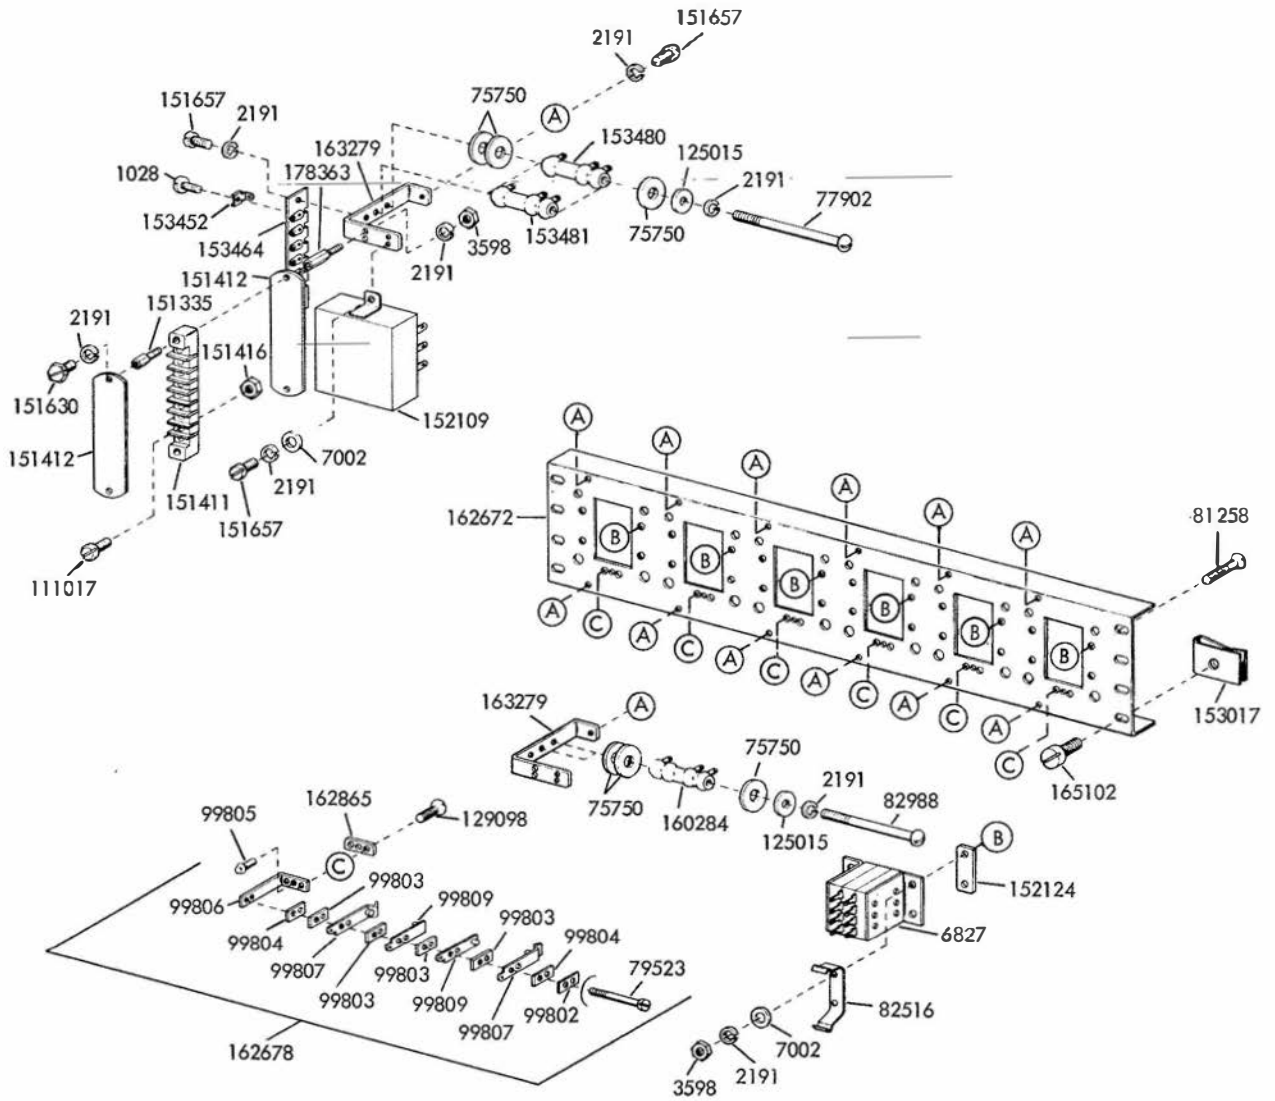 151657
2191
151657
2191
75750
A
153480
163279
125015
178363
2191
1028
77902
153452
75750
153464
153481
3598
2191
151412
151335
2191
151416
151630
152109
151412
7002
2191
151411
151657
111017
A
A
A
A
A
A
162672
81258
B
B
B
B
B
B
A
C
A
C
A
C
A
C
A
C
A
C
153017
165102
163279
A
75750
2191
82988
75750
160284
125015
162865
99805
129098
C
B
99803
152124
99809
99806
99803
99804
99804
6827
99807
99803
79523
99803
99809
99802
99807
82516
7002
162678
2191
3598